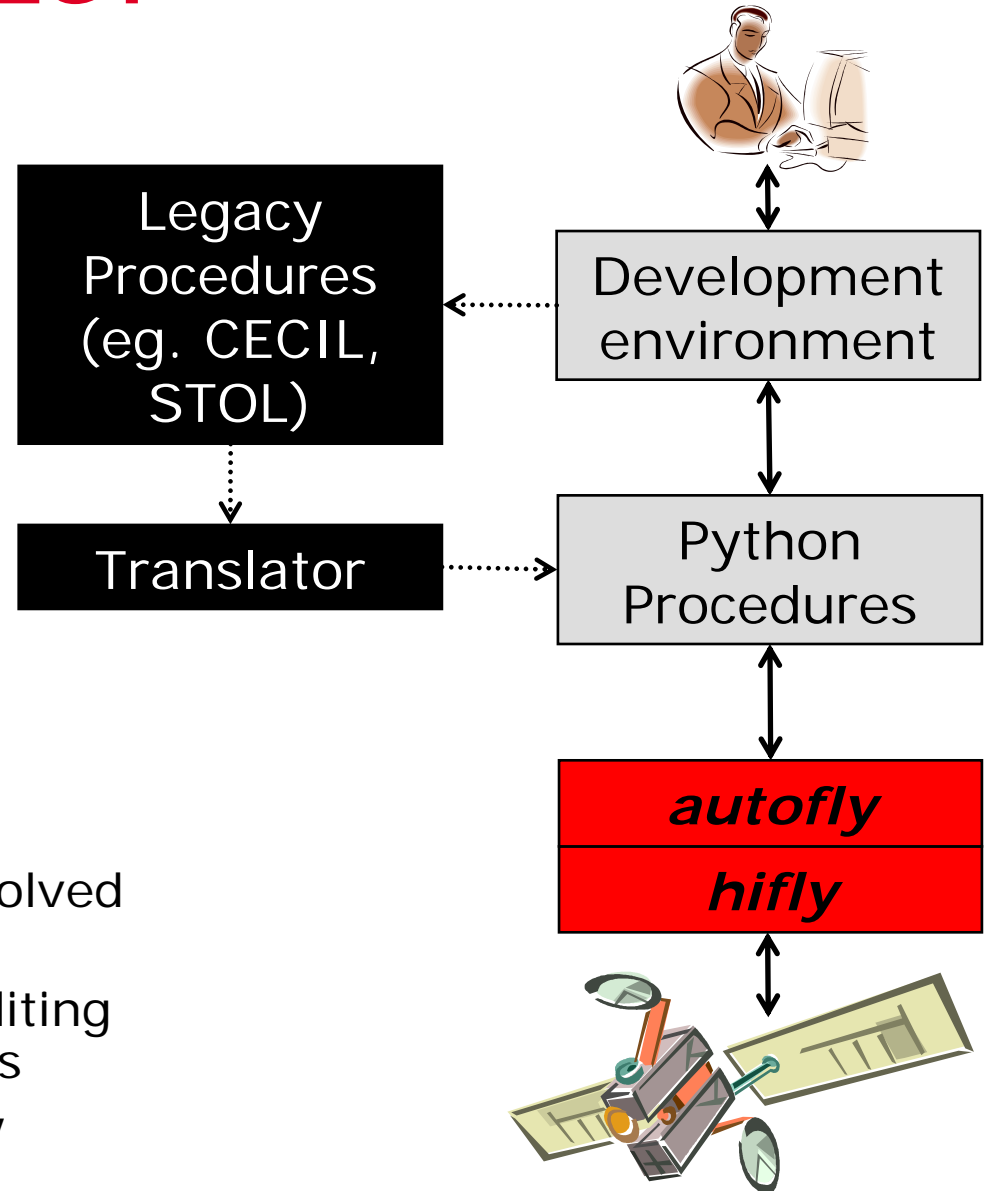 Legacy
Procedures
(eg. CECIL,
STOL)
Development
environment
Translator
Python
Procedures
autofly
hifly